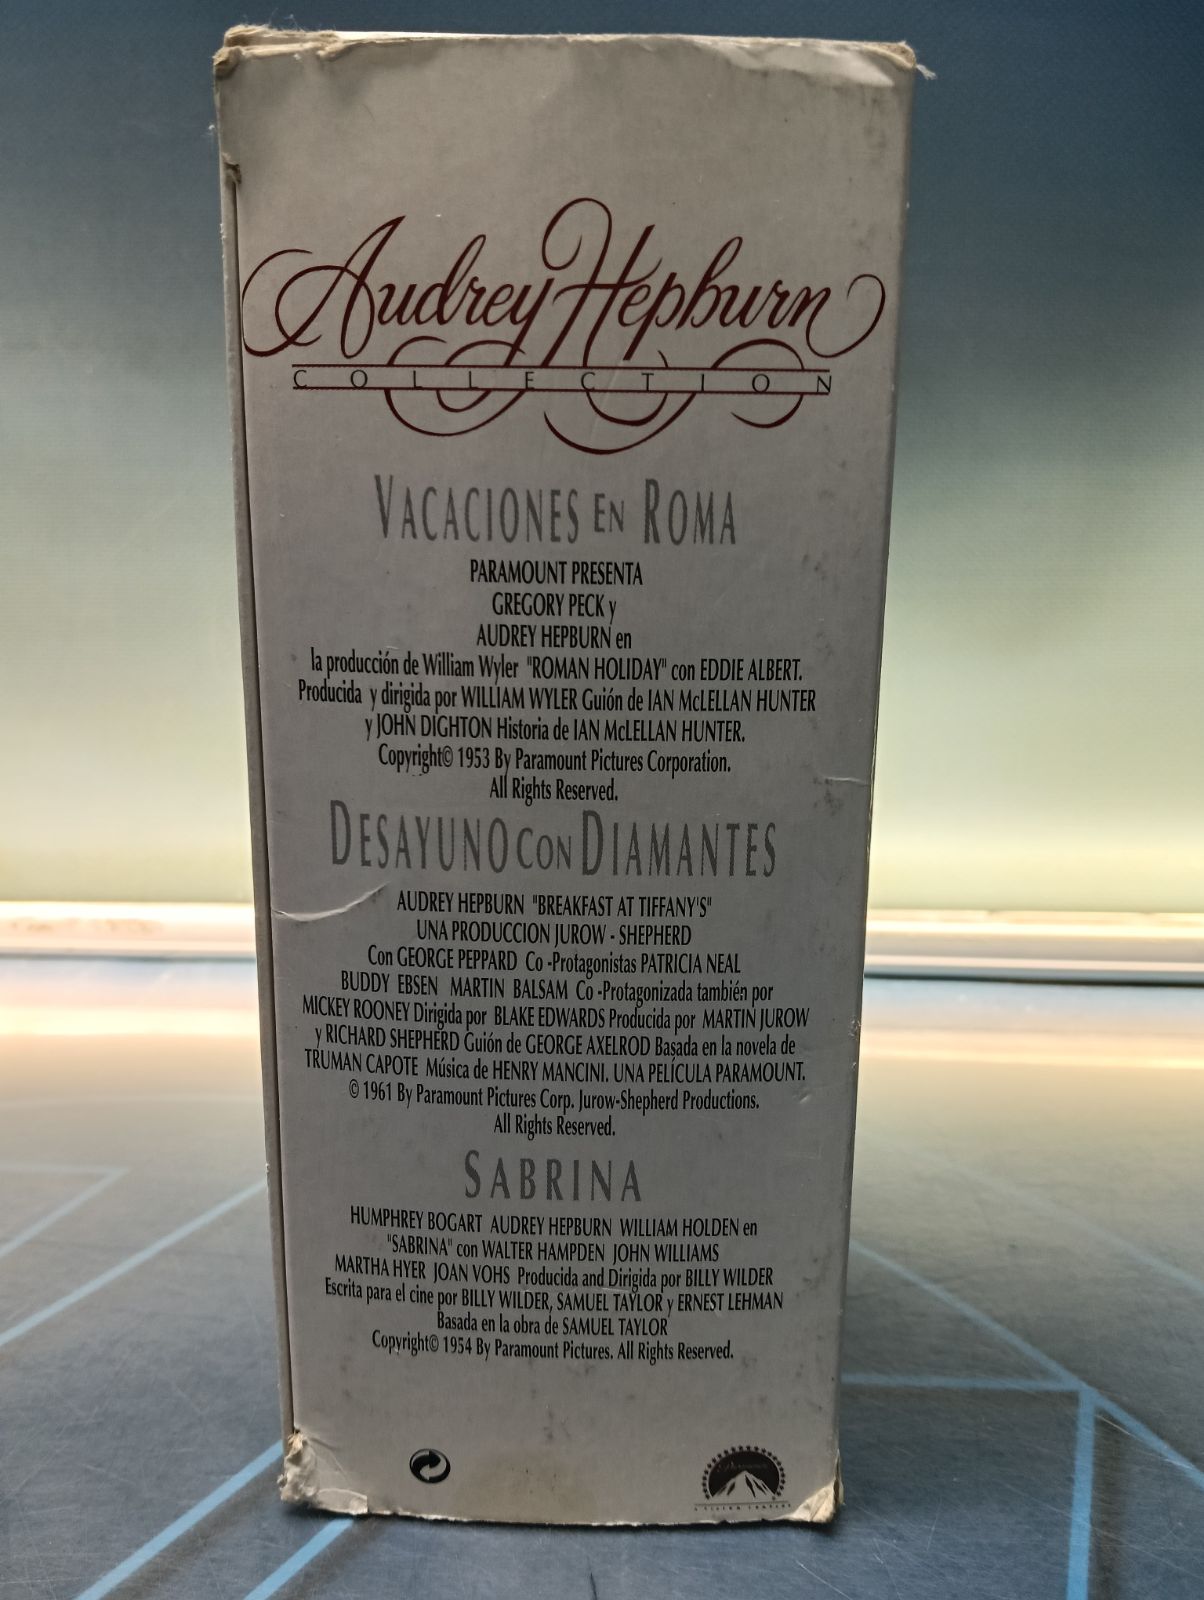 Audrey Hepburn
COLLECTION
VACACIONES EN ROMA
PARAMOUNT PRESENTA
GREGORY PECK y
AUDREY HEPBURN en
la producción de William Wyler "ROMAN HOLIDAY" con EDDIE ALBERT.
Producida y dirigida por WILLIAM WYLER Guión de IAN McLELLAN HUNTER
y JOHN DIGHTON Historia de IAN McLELLAN HUNTER.
Copyright© 1953 By Paramount Pictures Corporation.
All Rights Reserved.
DESAYUNO CON DIAMANTES
AUDREY HEPBURN "BREAKFAST AT TIFFANY'S"
UNA PRODUCCION JUROW - SHEPHERD
Con GEORGE PEPPARD Co -Protagonistas PATRICIA NEAL
BUDDY EBSEN MARTIN BALSAM Co -Protagonizada también por
MICKEY ROONEY Dirigida por BLAKE EDWARDS Producida por MARTIN JUROW
y RICHARD SHEPHERD Guión de GEORGE AXELROD Basada en la novela de
TRUMAN CAPOTE Música de HENRY MANCINI. UNA PELÍCULA PARAMOUNT.
© 1961 By Paramount Pictures Corp. Jurow-Shepherd Productions.
All Rights Reserved.
SABRINA
HUMPHREY BOGART AUDREY HEPBURN WILLIAM HOLDEN en
"SABRINA" con WALTER HAMPDEN JOHN WILLIAMS
MARTHA HYER JOAN VOHS Producida and Dirigida por BILLY WILDER
Escrita para el cine por BILLY WILDER, SAMUEL TAYLOR y ERNEST LEHMAN
Basada en la obra de SAMUEL TAYLOR
Copyright© 1954 By Paramount Pictures. All Rights Reserved.
Paramount